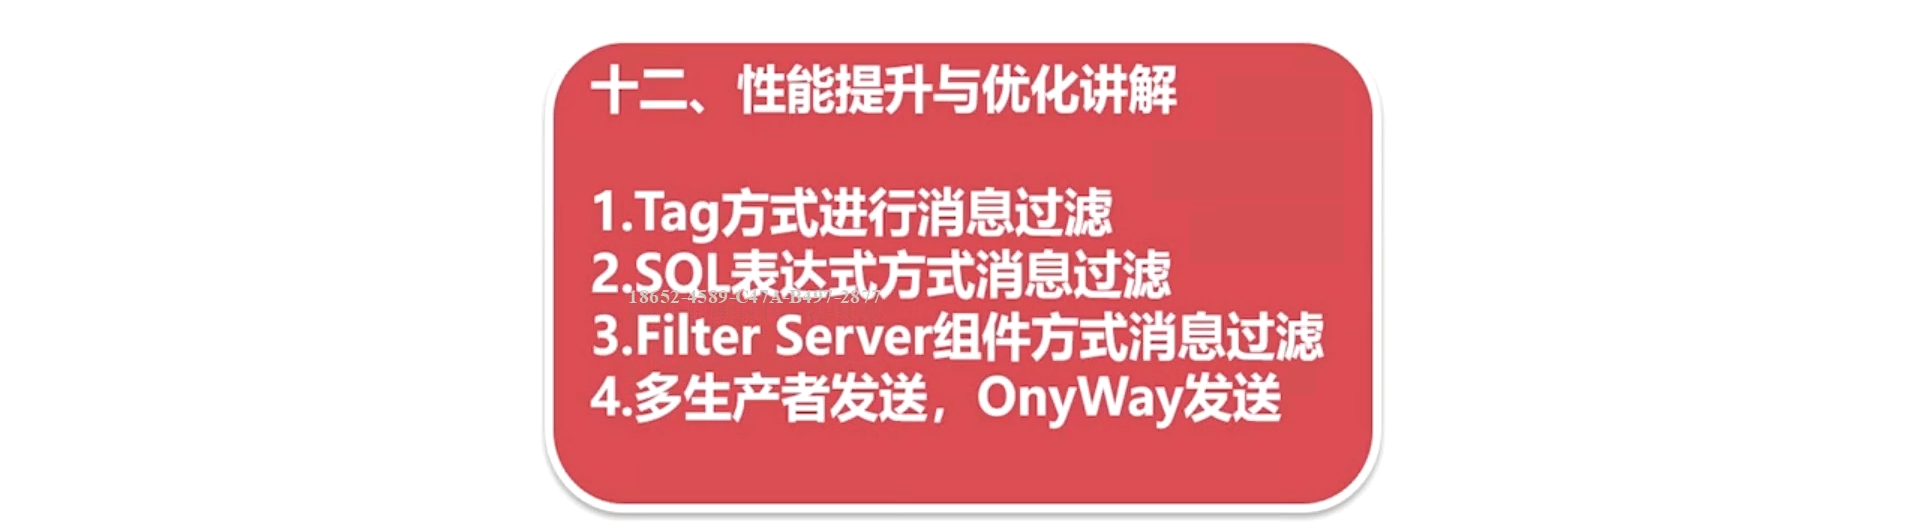 十二、性能提升与优化讲解
1.Tag方式进行消息过滤
2.SQL表达式方式消息过滤
18652-4589-C47A-B497-2877
3.Filter Server组件方式消息过滤
4.多生产者发送，OnyWay发送